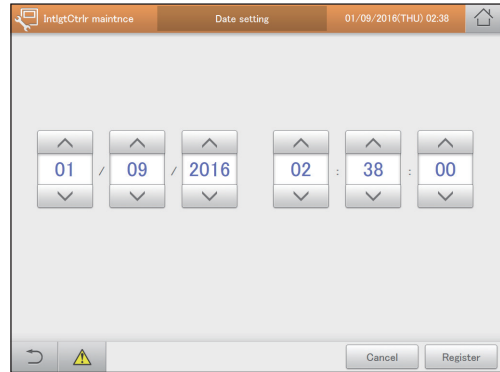 IntlgtCtrlr maintnce Date setting 01/09/2016(THU) 02:38
01 / 09 / 2016 02 : 38 : 00
Cancel Register